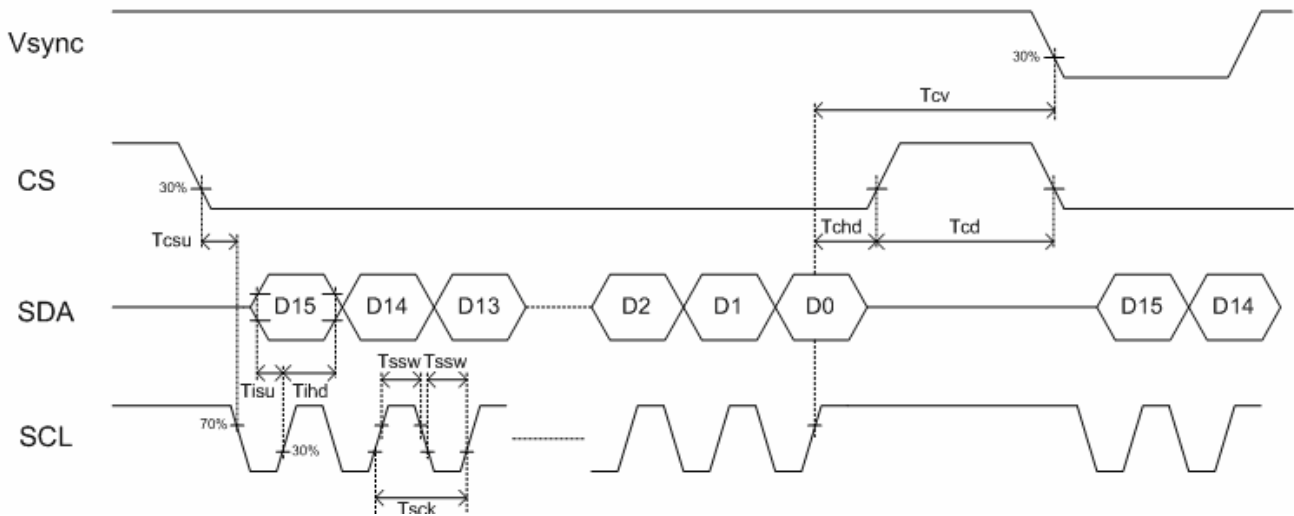 Vsync
30%
Tcv
CS
30%
Tcsu
Tchd
Tcd
SDA
D15
D14
D13
D2
D1
D0
D15
D14
Tisu
Tihd
Tssw
Tssw
SCL
70%
30%
Tsck